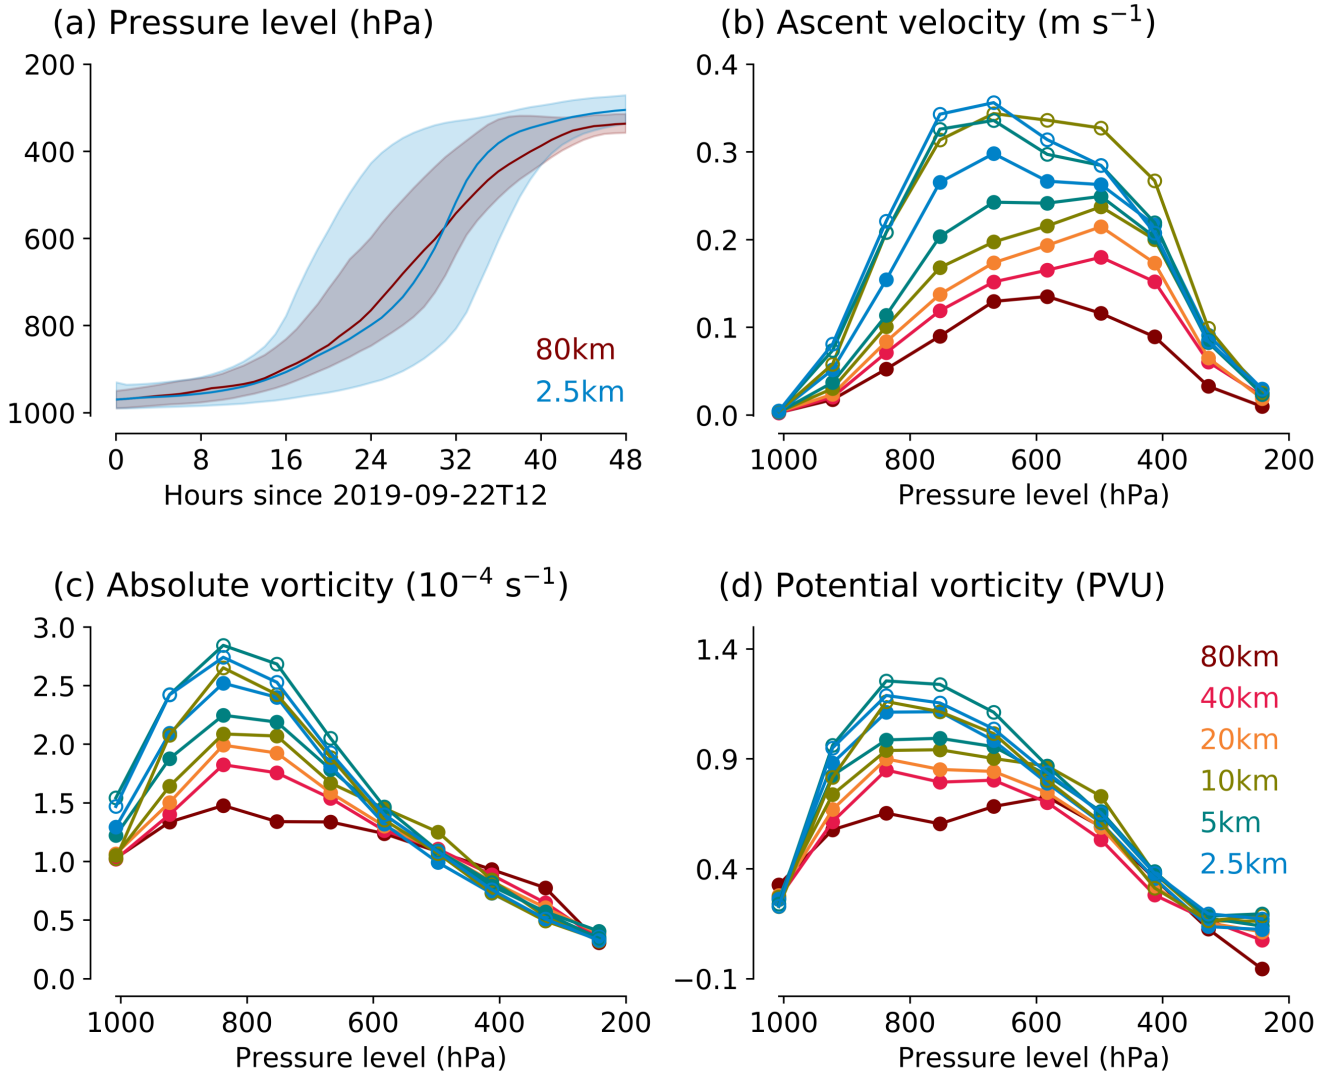 (a) Pressure level (hPa)
200
400
600
800
1000
80km
2.5km
0 8 16 24 32 40 48
Hours since 2019-09-22T12
(b) Ascent velocity (m s⁻¹)
0.4
0.3
0.2
0.1
0.0
1000 800 600 400 200
Pressure level (hPa)
(c) Absolute vorticity (10⁻⁴ s⁻¹)
3.0
2.5
2.0
1.5
1.0
0.5
0.0
1000 800 600 400 200
Pressure level (hPa)
(d) Potential vorticity (PVU)
1.4
0.9
0.4
−0.1
80km
40km
20km
10km
5km
2.5km
1000 800 600 400 200
Pressure level (hPa)